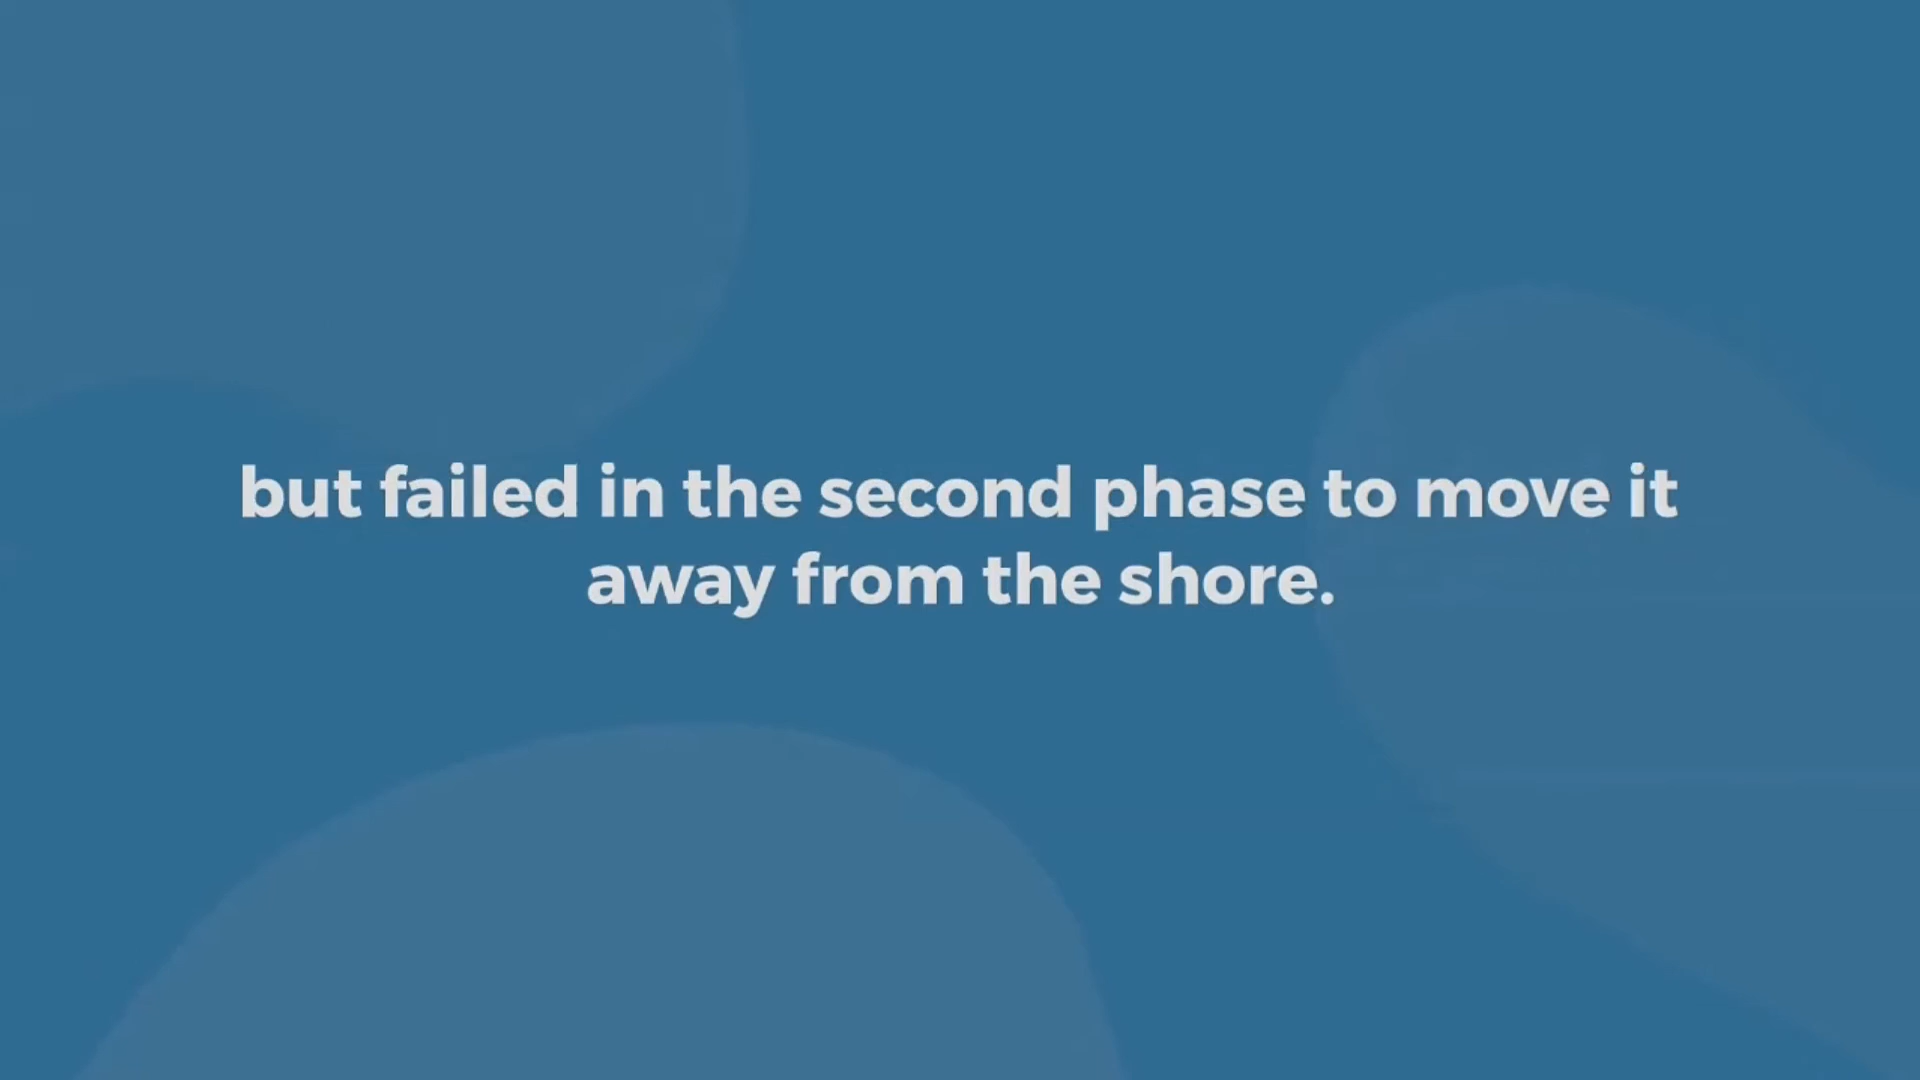 but failed in the second phase to move it
away from the shore.